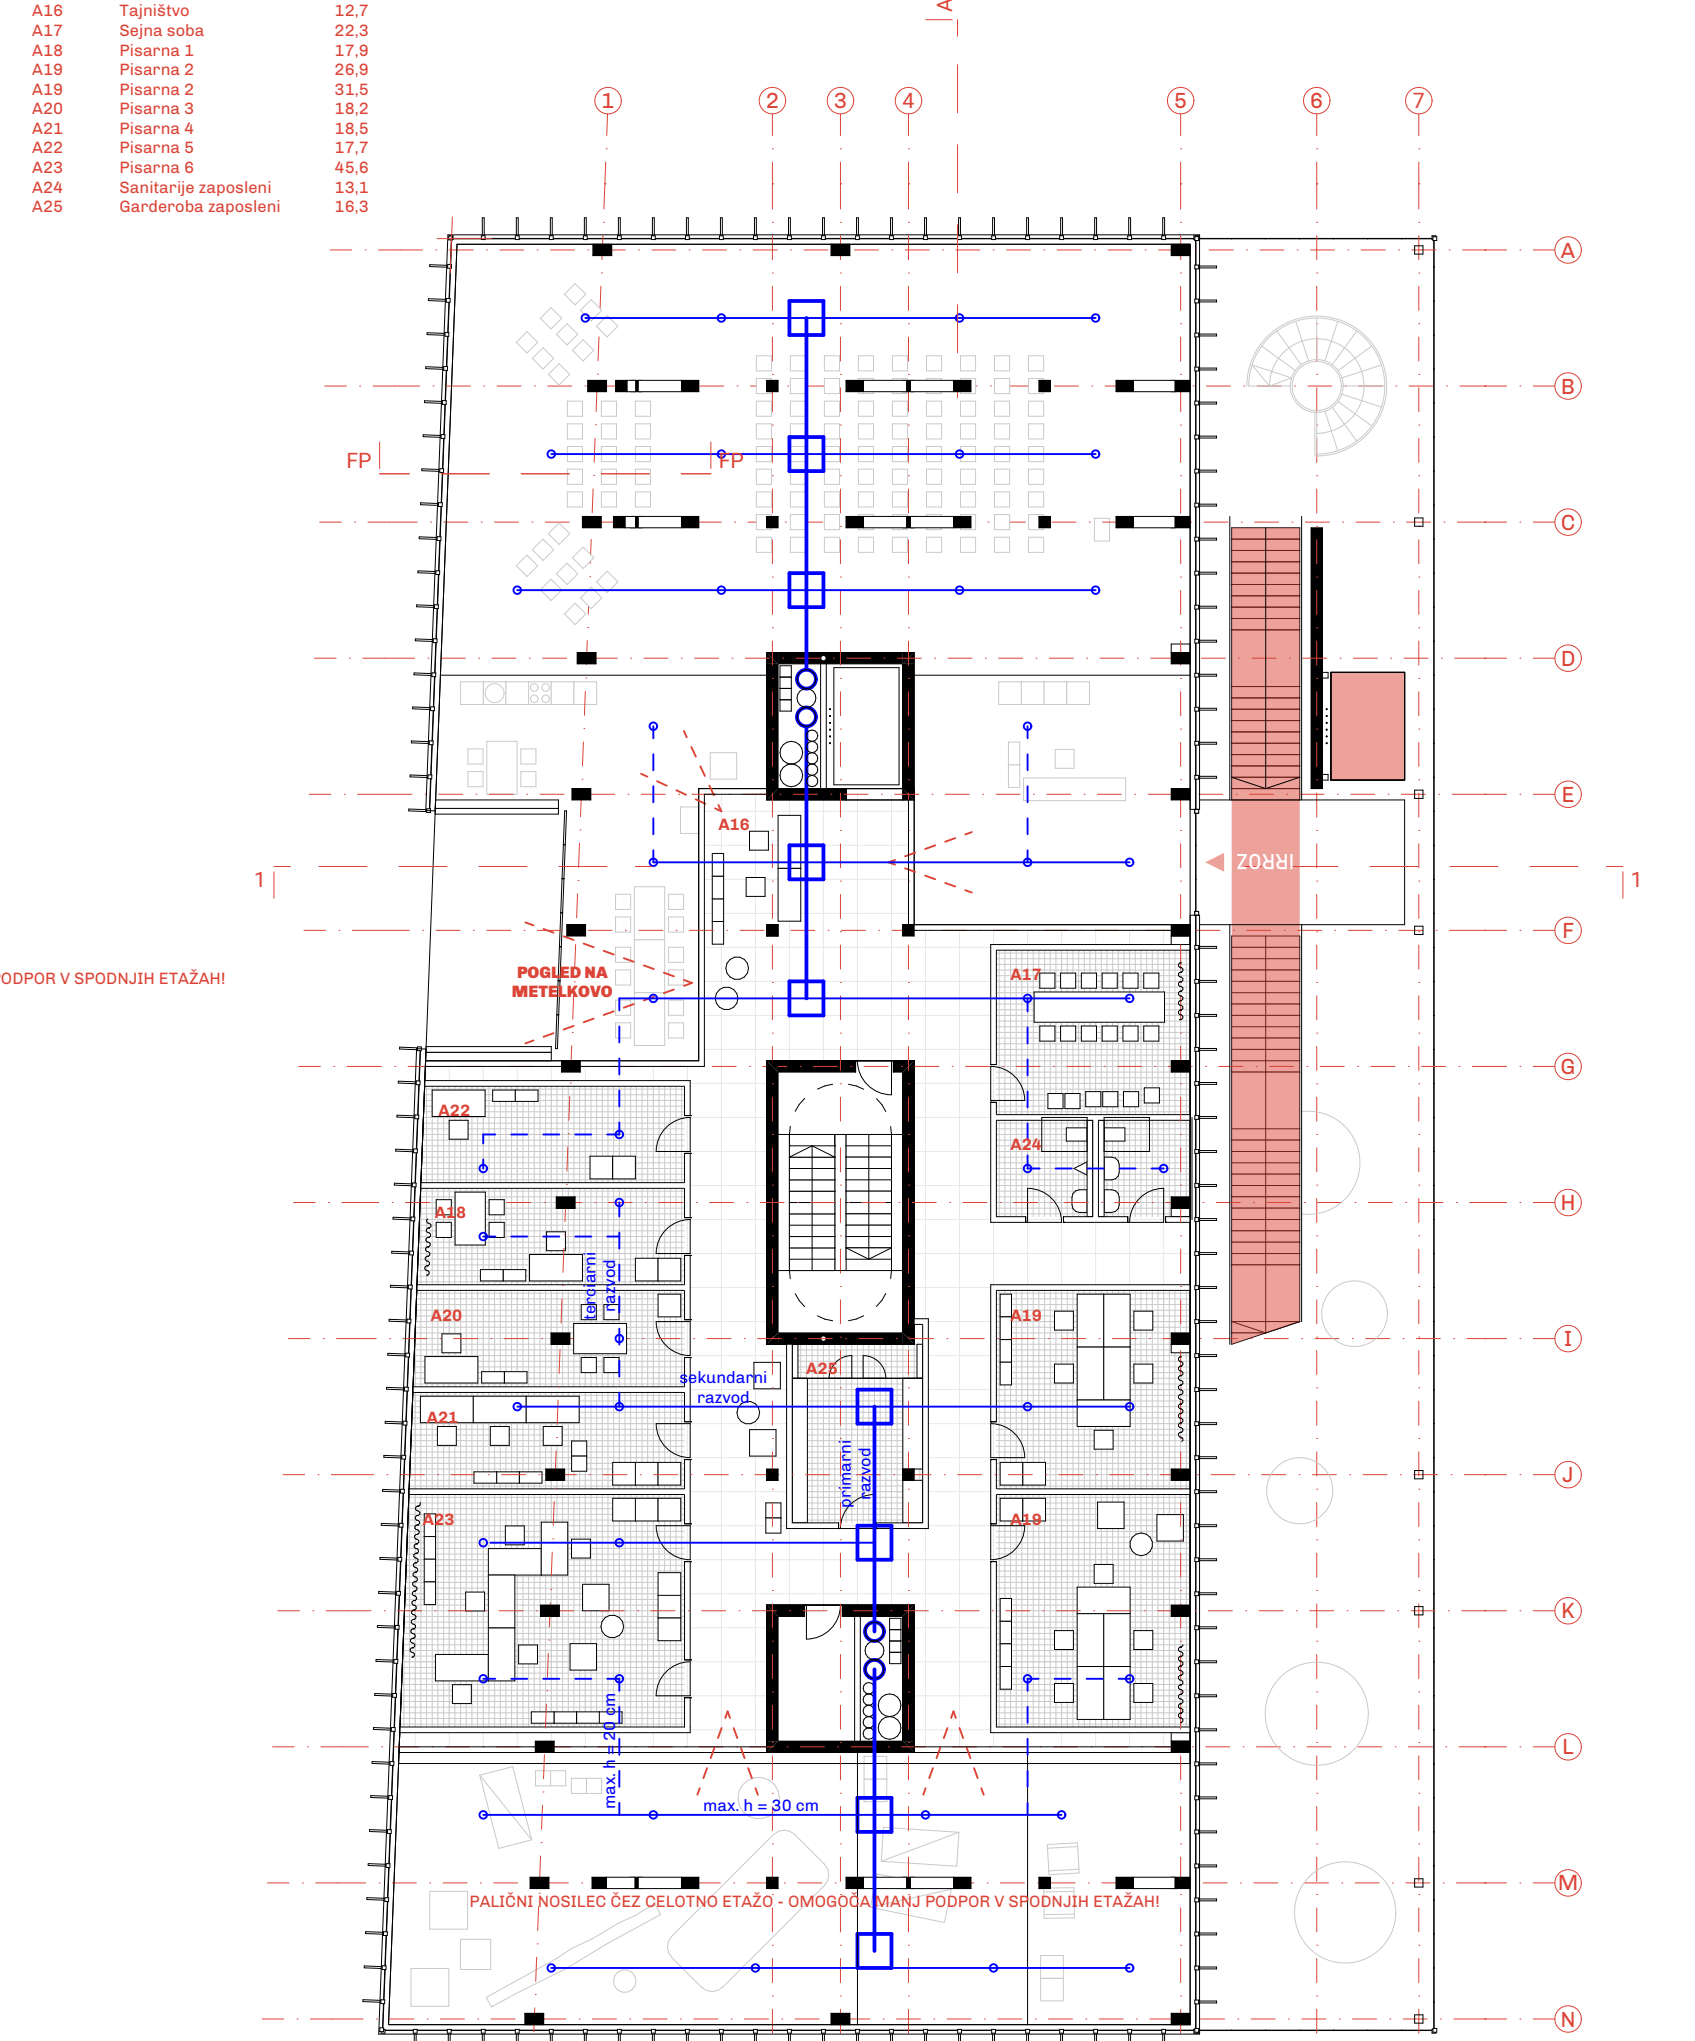 A16 Tajništvo 12,7
A17 Sejna soba 22,3
A18 Pisarna 1 17,9
A19 Pisarna 2 26,9
A19 Pisarna 2 31,5
A20 Pisarna 3 18,2
A21 Pisarna 4 18,5
A22 Pisarna 5 17,7
A23 Pisarna 6 45,6
A24 Sanitarije zaposleni 13,1
A25 Garderoba zaposleni 16,3
A
1 2 3 4 5 6 7
A
B
FP FP
C
D
E
A16
IRROZ
1 1
F
POGLED NA
METELKOVO
A17
ODPOR V SPODNJIH ETAŽAH!
G
A22
A24
H
A18
terciarni
razvod
A20
A19
I
A25
sekundarni
razvod
A21
primarni
razvod
J
A23
A19
K
L
max. h = 20 cm
max. h = 30 cm
M
PALIČNI NOSILEC ČEZ CELOTNO ETAŽO - OMOGOČA MANJ PODPOR V SPODNJIH ETAŽAH!
N